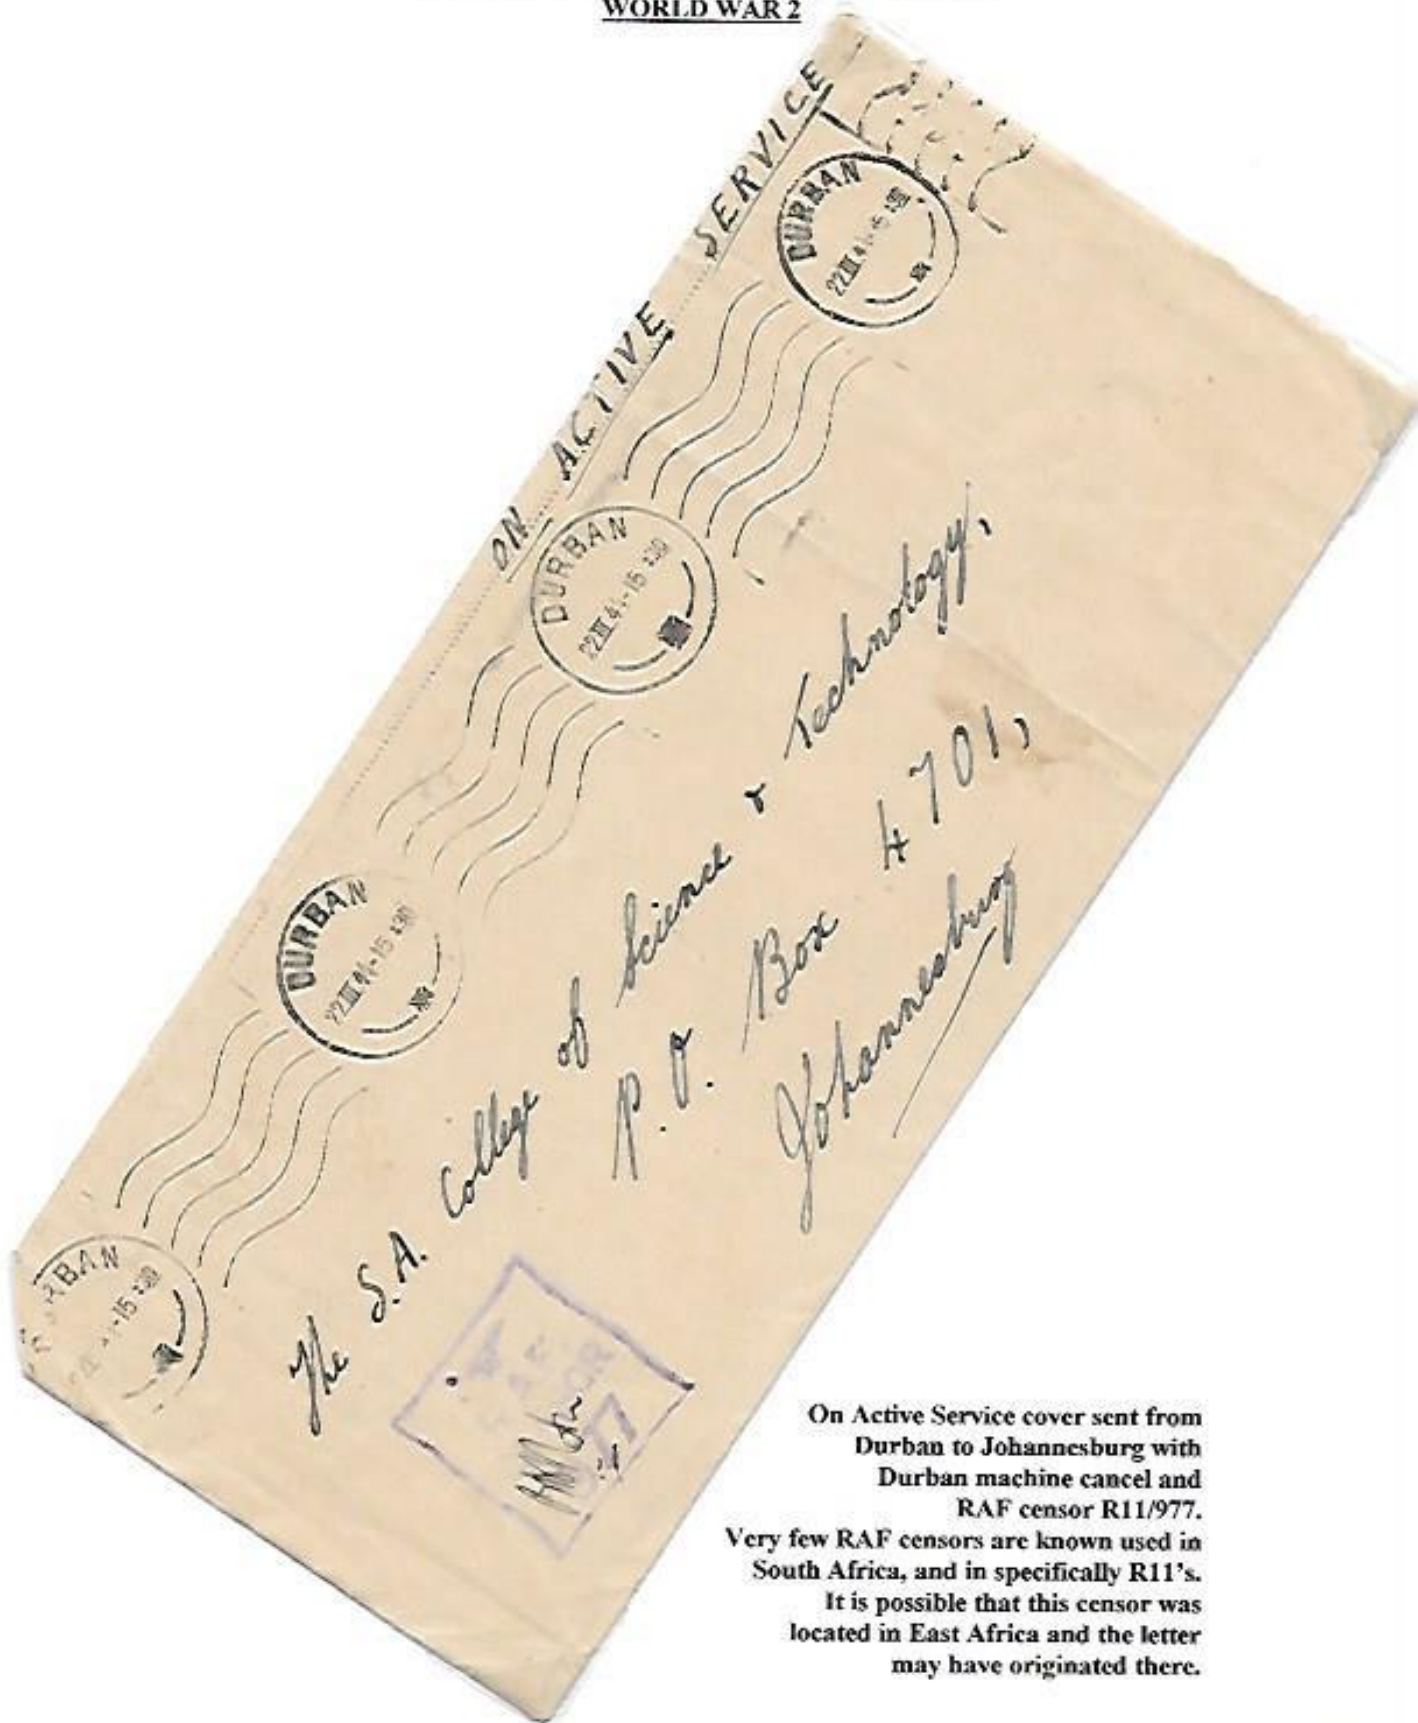 WORLD WAR 2
ON ACTIVE SERVICE
DURBAN
DURBAN
DURBAN
The S.A. College of Science & Technology,
P.O. Box 4701,
Johannesburg
On Active Service cover sent from
Durban to Johannesburg with
Durban machine cancel and
RAF censor R11/977.
Very few RAF censors are known used in
South Africa, and in specifically R11's.
It is possible that this censor was
located in East Africa and the letter
may have originated there.